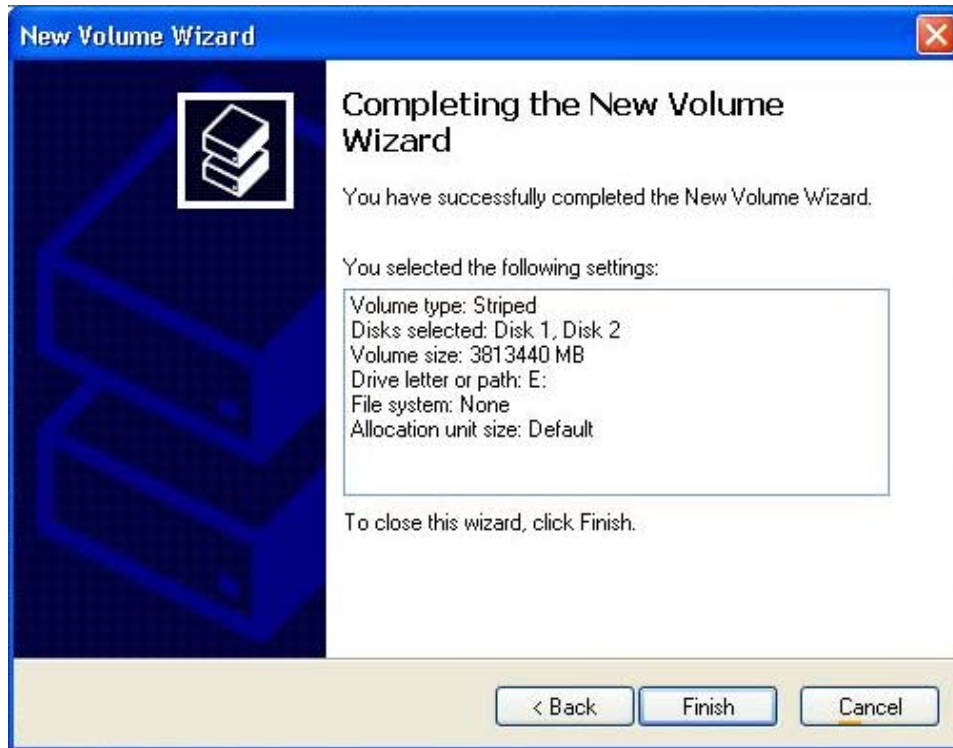 New Volume Wizard
Completing the New Volume
Wizard
You have successfully completed the New Volume Wizard.
You selected the following settings:
Volume type: Striped
Disks selected: Disk 1, Disk 2
Volume size: 3813440 MB
Drive letter or path: E:
File system: None
Allocation unit size: Default
To close this wizard, click Finish.
< Back Finish Cancel